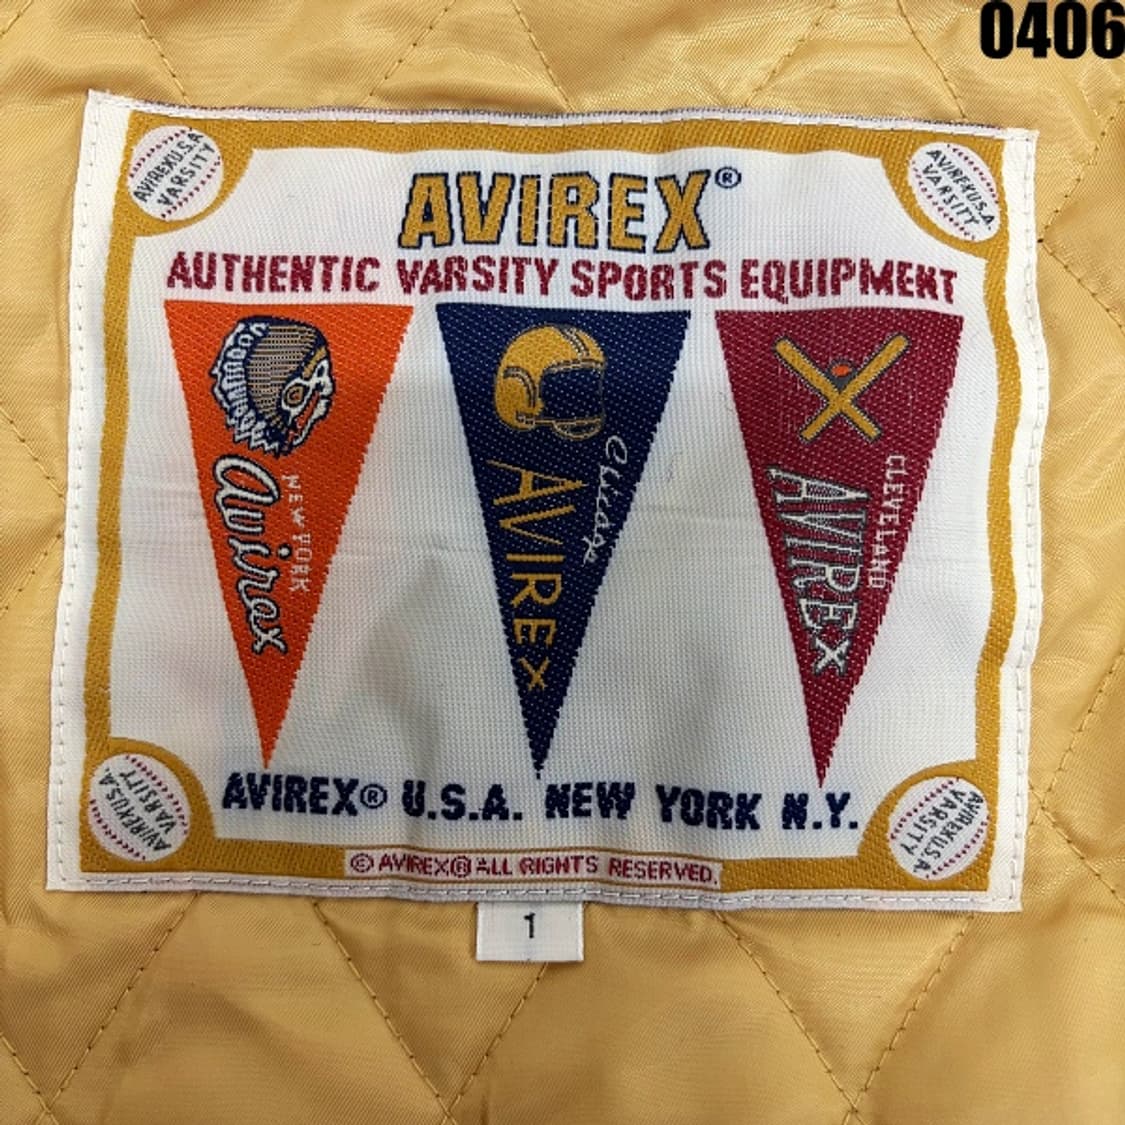 0406
AVIREX U.S.A.
VARSITY
AVIREX U.S.A.
VARSITY
AVIREX®
AUTHENTIC VARSITY SPORTS EQUIPMENT
NEW YORK
Avirex
Chicago
AVIREX
CLEVELAND
AVIREX
AVIREX U.S.A.
VARSITY
AVIREX® U.S.A. NEW YORK N.Y.
AVIREX U.S.A.
VARSITY
© AVIREX® ALL RIGHTS RESERVED.
1